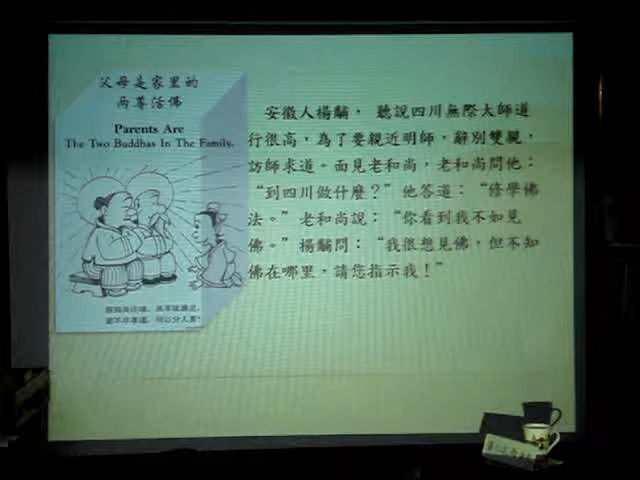 父母是家里的
兩尊活佛
Parents Are
The Two Buddhas In The Family.
安徽人楊黼，聽說四川無際大師道
行很高，為了要親近明師，辭別雙親，
訪師求道。面見老和尚，老和尚問他：
“到四川做什麼？”他答道：“修學佛
法。”老和尚說：“你看到我不如見
佛。”楊黼問：“我很想見佛，但不知
佛在哪里，請您指示我！”